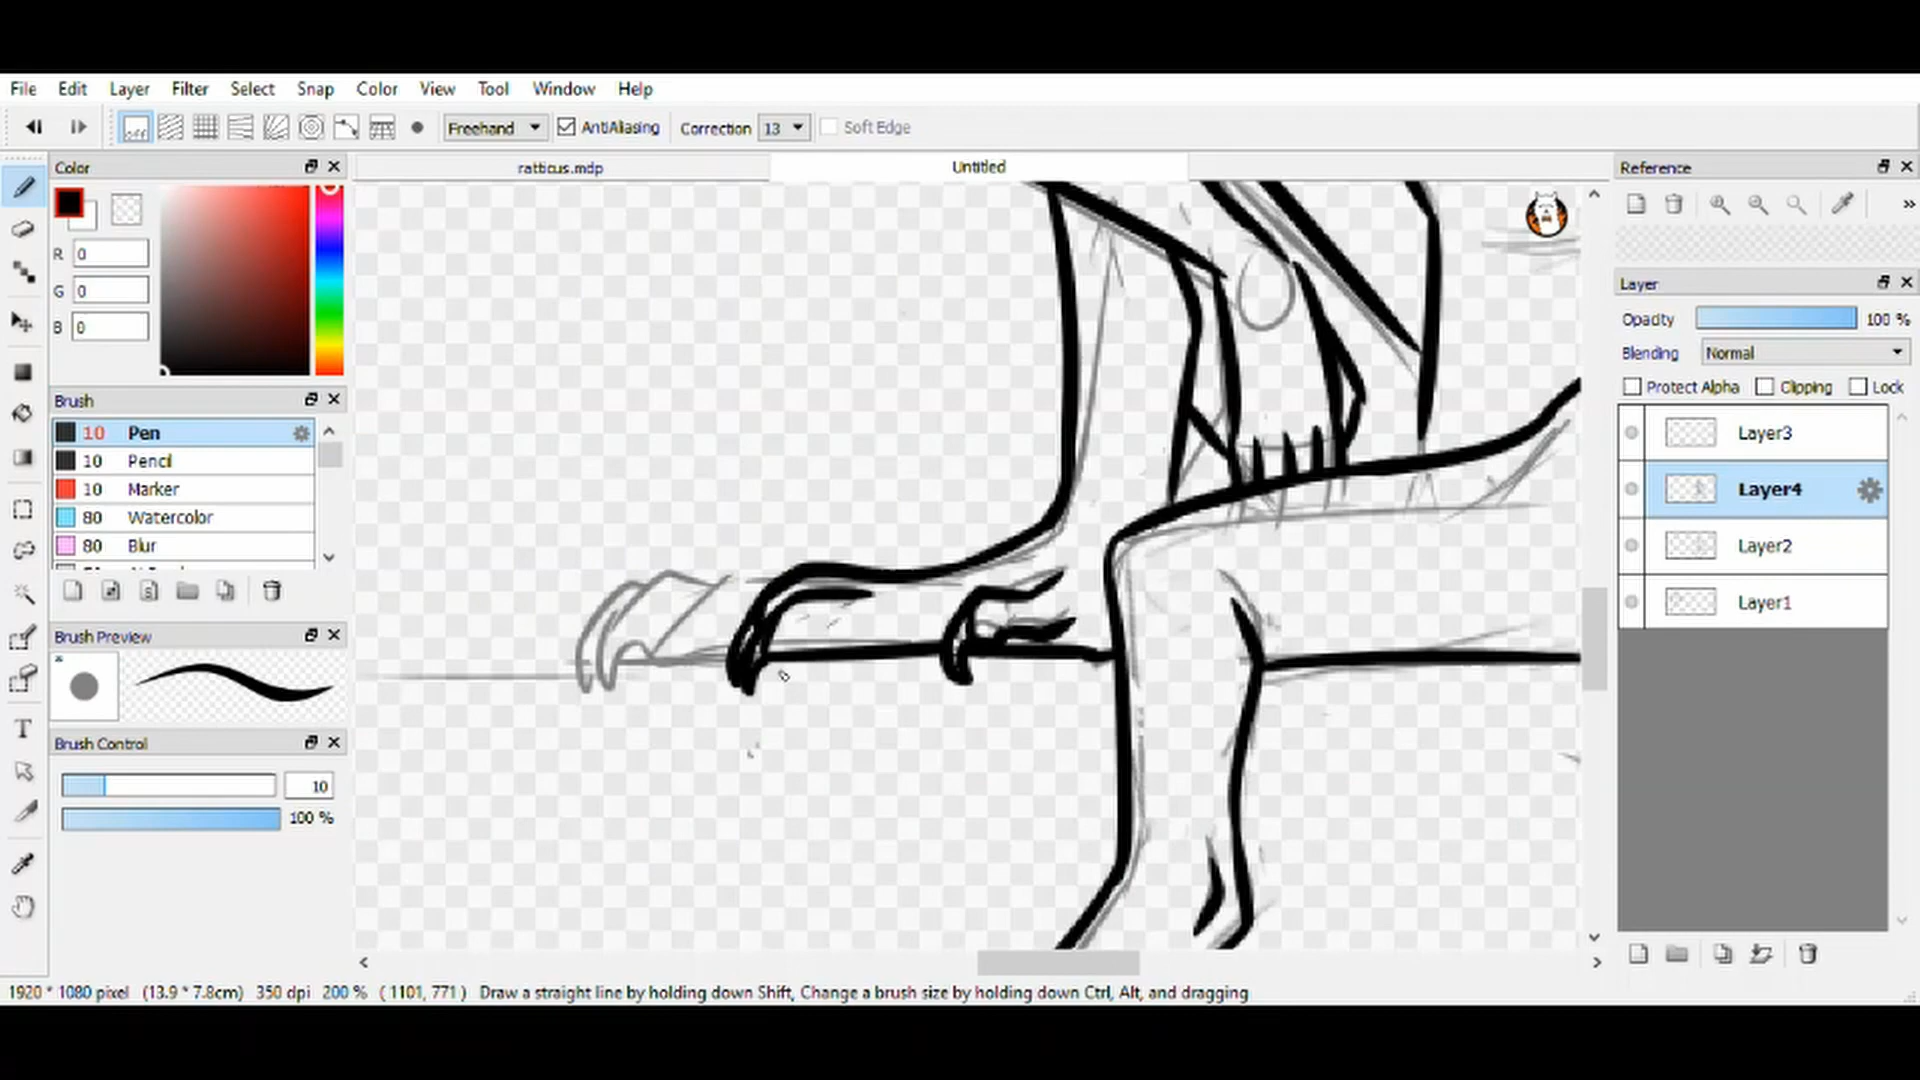 File Edit Layer Filter Select Snap Color View Tool Window Help
Freehand AntiAliasing Correction 13 Soft Edge
Color
ratticus.mdp
Untitled
Reference
R 0
G 0
B 0
Layer
Opacity 100 %
Blending Normal
Protect Alpha Clipping Lock
Brush
10 Pen
10 Pencil
10 Marker
80 Watercolor
80 Blur
Layer3
Layer4
Layer2
Layer1
Brush Preview
Brush Control
10
100 %
1920 * 1080 pixel (13.9 * 7.8cm) 350 dpi 200 % ( 1101, 771 ) Draw a straight line by holding down Shift, Change a brush size by holding down Ctrl, Alt, and dragging